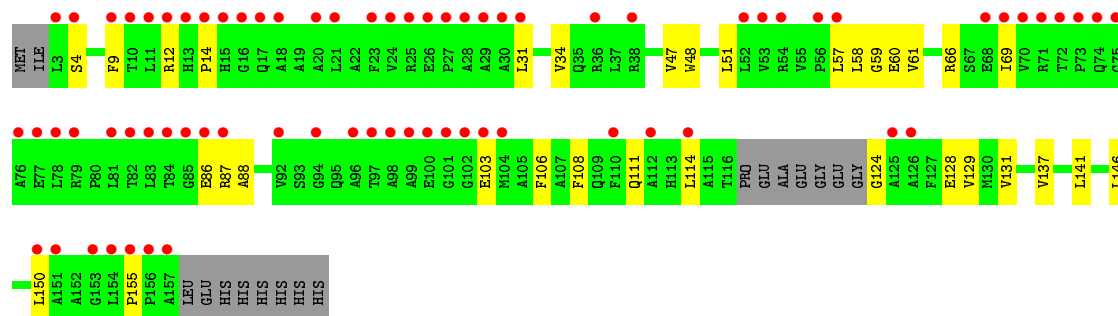 MET ILE L3 S4 F9 T10 L11 R12 H13 P14 H15 G16 Q17 A18 A19 A20 L21 A22 F23 V24 R25 E26 P27 A28 A29 A30 L31 V34 Q35 R36 L37 R38 V47 W48 L51 L52 V53 R54 V55 P56 L57 L58 G59 E60 V61 R66 S67 E68 I69 V70 R71 T72 P73 Q74 G75
A76 E77 L78 R79 P80 L81 T82 L83 T84 G85 E86 R87 A88 V92 S93 G94 Q95 A96 T97 A98 A99 E100 G101 G102 E103 M104 A105 F106 A107 F108 Q109 F110 Q111 A112 H113 L114 A115 T116 PRO GLU ALA GLU GLY GLU GLY G124 A125 A126 F127 E128 V129 M130 V131 V137 L141 L146
L150 A151 A152 G153 L154 P155 P156 A157 LEU GLU HIS HIS HIS HIS HIS HIS